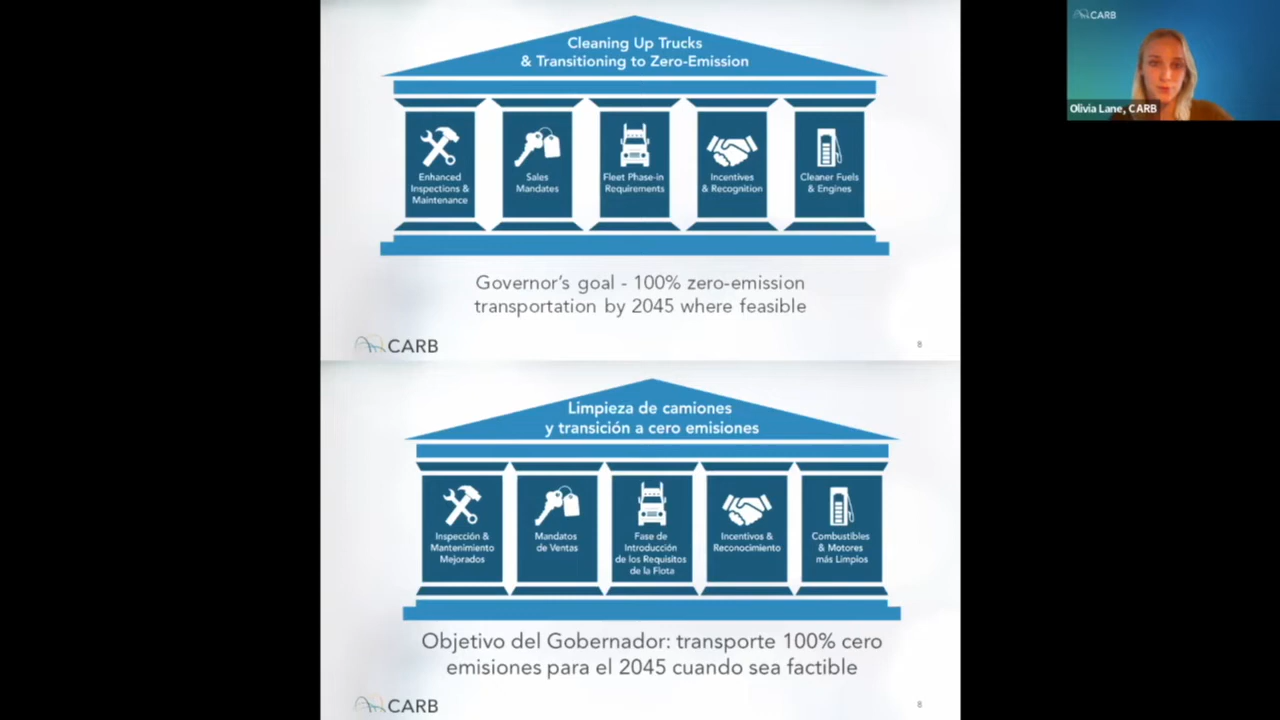 Cleaning Up Trucks
& Transitioning to Zero-Emission
Enhanced
Inspections &
Maintenance
Sales
Mandates
Fleet Phase-in
Requirements
Incentives
& Recognition
Cleaner Fuels
& Engines
Governor's goal - 100% zero-emission
transportation by 2045 where feasible
CARB
8
Limpieza de camiones
y transición a cero emisiones
Inspección &
Mantenimiento
Mejorados
Mandatos
de Ventas
Fase de
Introducción
de los Requisitos
de la Flota
Incentivos &
Reconocimiento
Combustibles
& Motores
más Limpios
Objetivo del Gobernador: transporte 100% cero
emisiones para el 2045 cuando sea factible
CARB
8
CARB
Olivia Lane, CARB